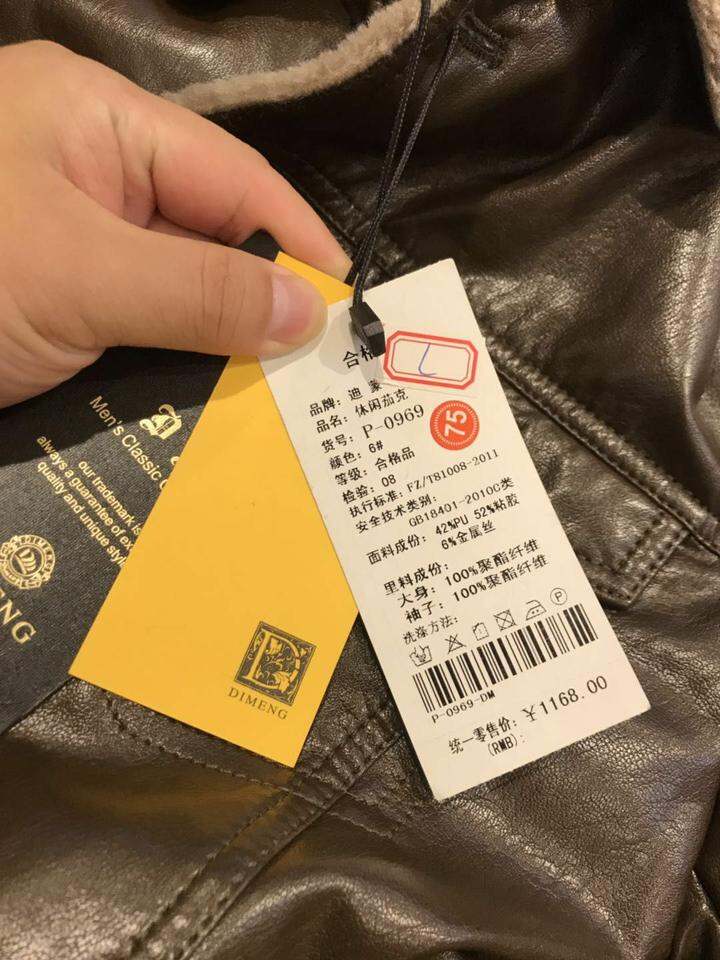 合格
L
品牌：迪 蒙
品名：休闲茄克
货号：P-0969
75
颜色：6#
等级：合格品
检验：08
执行标准：FZ/T81008-2011
安全技术类别：
GB18401-2010C类
面料成份：42%PU 52%粘胶
6%金属丝
里料成份：
大身：100%聚酯纤维
袖子：100%聚酯纤维
洗涤方法：
P
P-0969-DM
统一零售价：¥1168.00
(RMB)：
DIMENG
D
Men's Classic
our trademark is
always a guarantee of ex
quality and unique styl
ENG